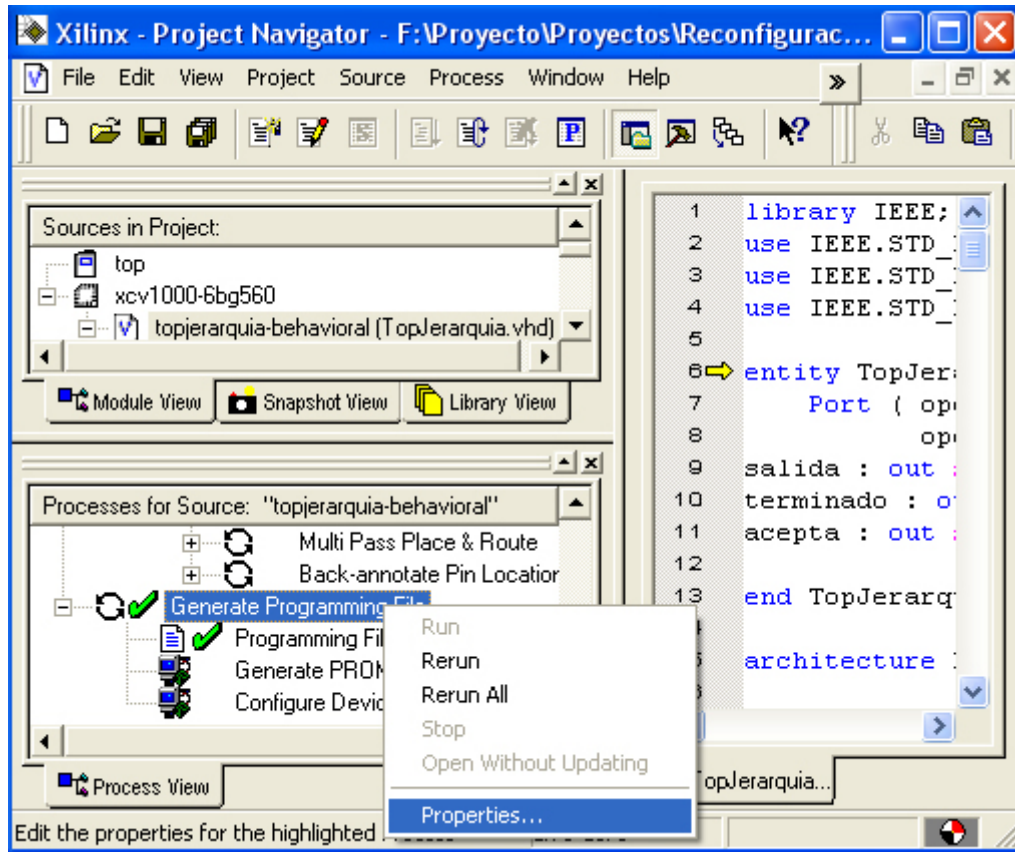 Xilinx - Project Navigator - F:\Proyecto\Proyectos\Reconfigurac...
File Edit View Project Source Process Window Help »
Sources in Project:
top
xcv1000-6bg560
topjerarquia-behavioral (TopJerarquia.vhd)
Module View Snapshot View Library View
Processes for Source: "topjerarquia-behavioral"
Multi Pass Place & Route
Back-annotate Pin Location
Generate Programming File
Programming Fil
Generate PROM
Configure Devic
Process View
Edit the properties for the highlighted
Run
Rerun
Rerun All
Stop
Open Without Updating
Properties...
1 library IEEE;
2 use IEEE.STD_
3 use IEEE.STD_
4 use IEEE.STD_
5
6 entity TopJer
7 Port ( op
8 op
9 salida : out
10 terminado : o
11 acepta : out
12
13 end TopJerarq
architecture
opJerarquia...